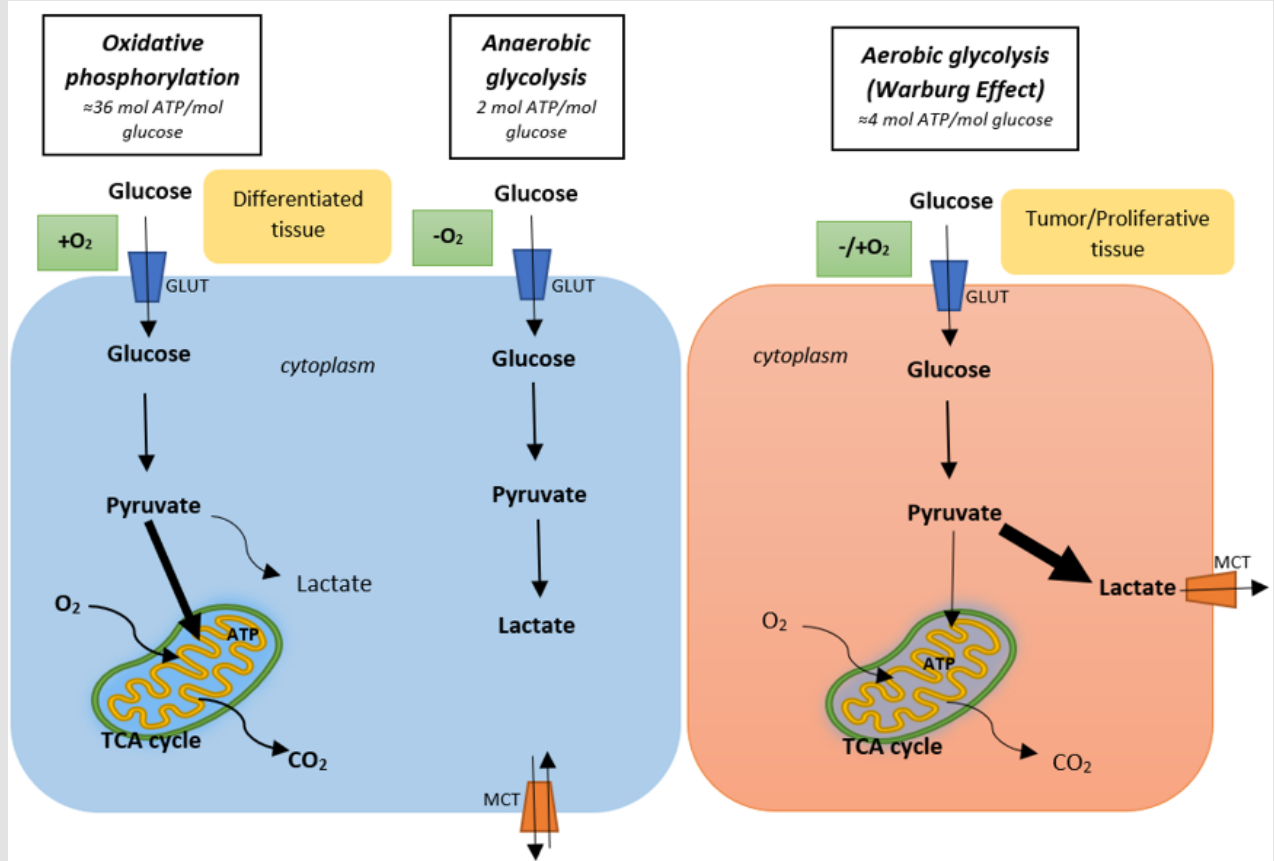 Oxidative
phosphorylation
≈36 mol ATP/mol
glucose
Anaerobic
glycolysis
2 mol ATP/mol
glucose
Aerobic glycolysis
(Warburg Effect)
≈4 mol ATP/mol glucose
Glucose
Differentiated
tissue
+O₂
GLUT
Glucose
cytoplasm
Pyruvate
Lactate
O₂
ATP
TCA cycle
CO₂
Glucose
-O₂
GLUT
Glucose
Pyruvate
Lactate
MCT
Glucose
Tumor/Proliferative
tissue
-/+O₂
GLUT
cytoplasm
Glucose
Pyruvate
MCT
Lactate
O₂
ATP
TCA cycle
CO₂